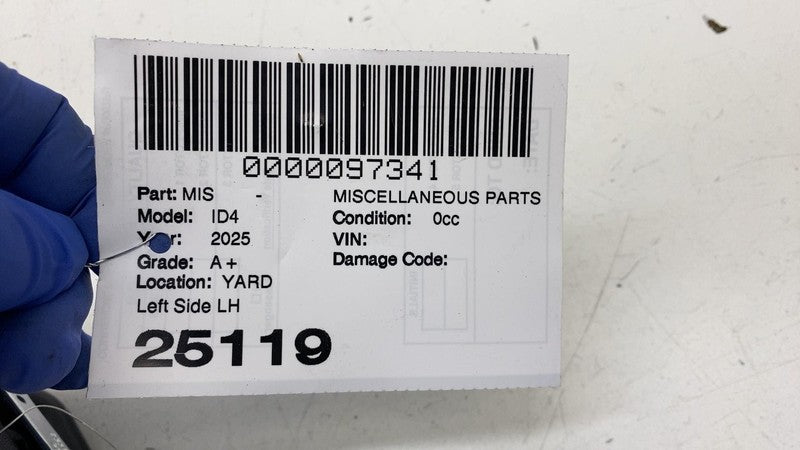 0000097341
Part: MIS - MISCELLANEOUS PARTS
Model: ID4 Condition: 0cc
Year: 2025 VIN:
Grade: A+ Damage Code:
Location: YARD
Left Side LH
25119